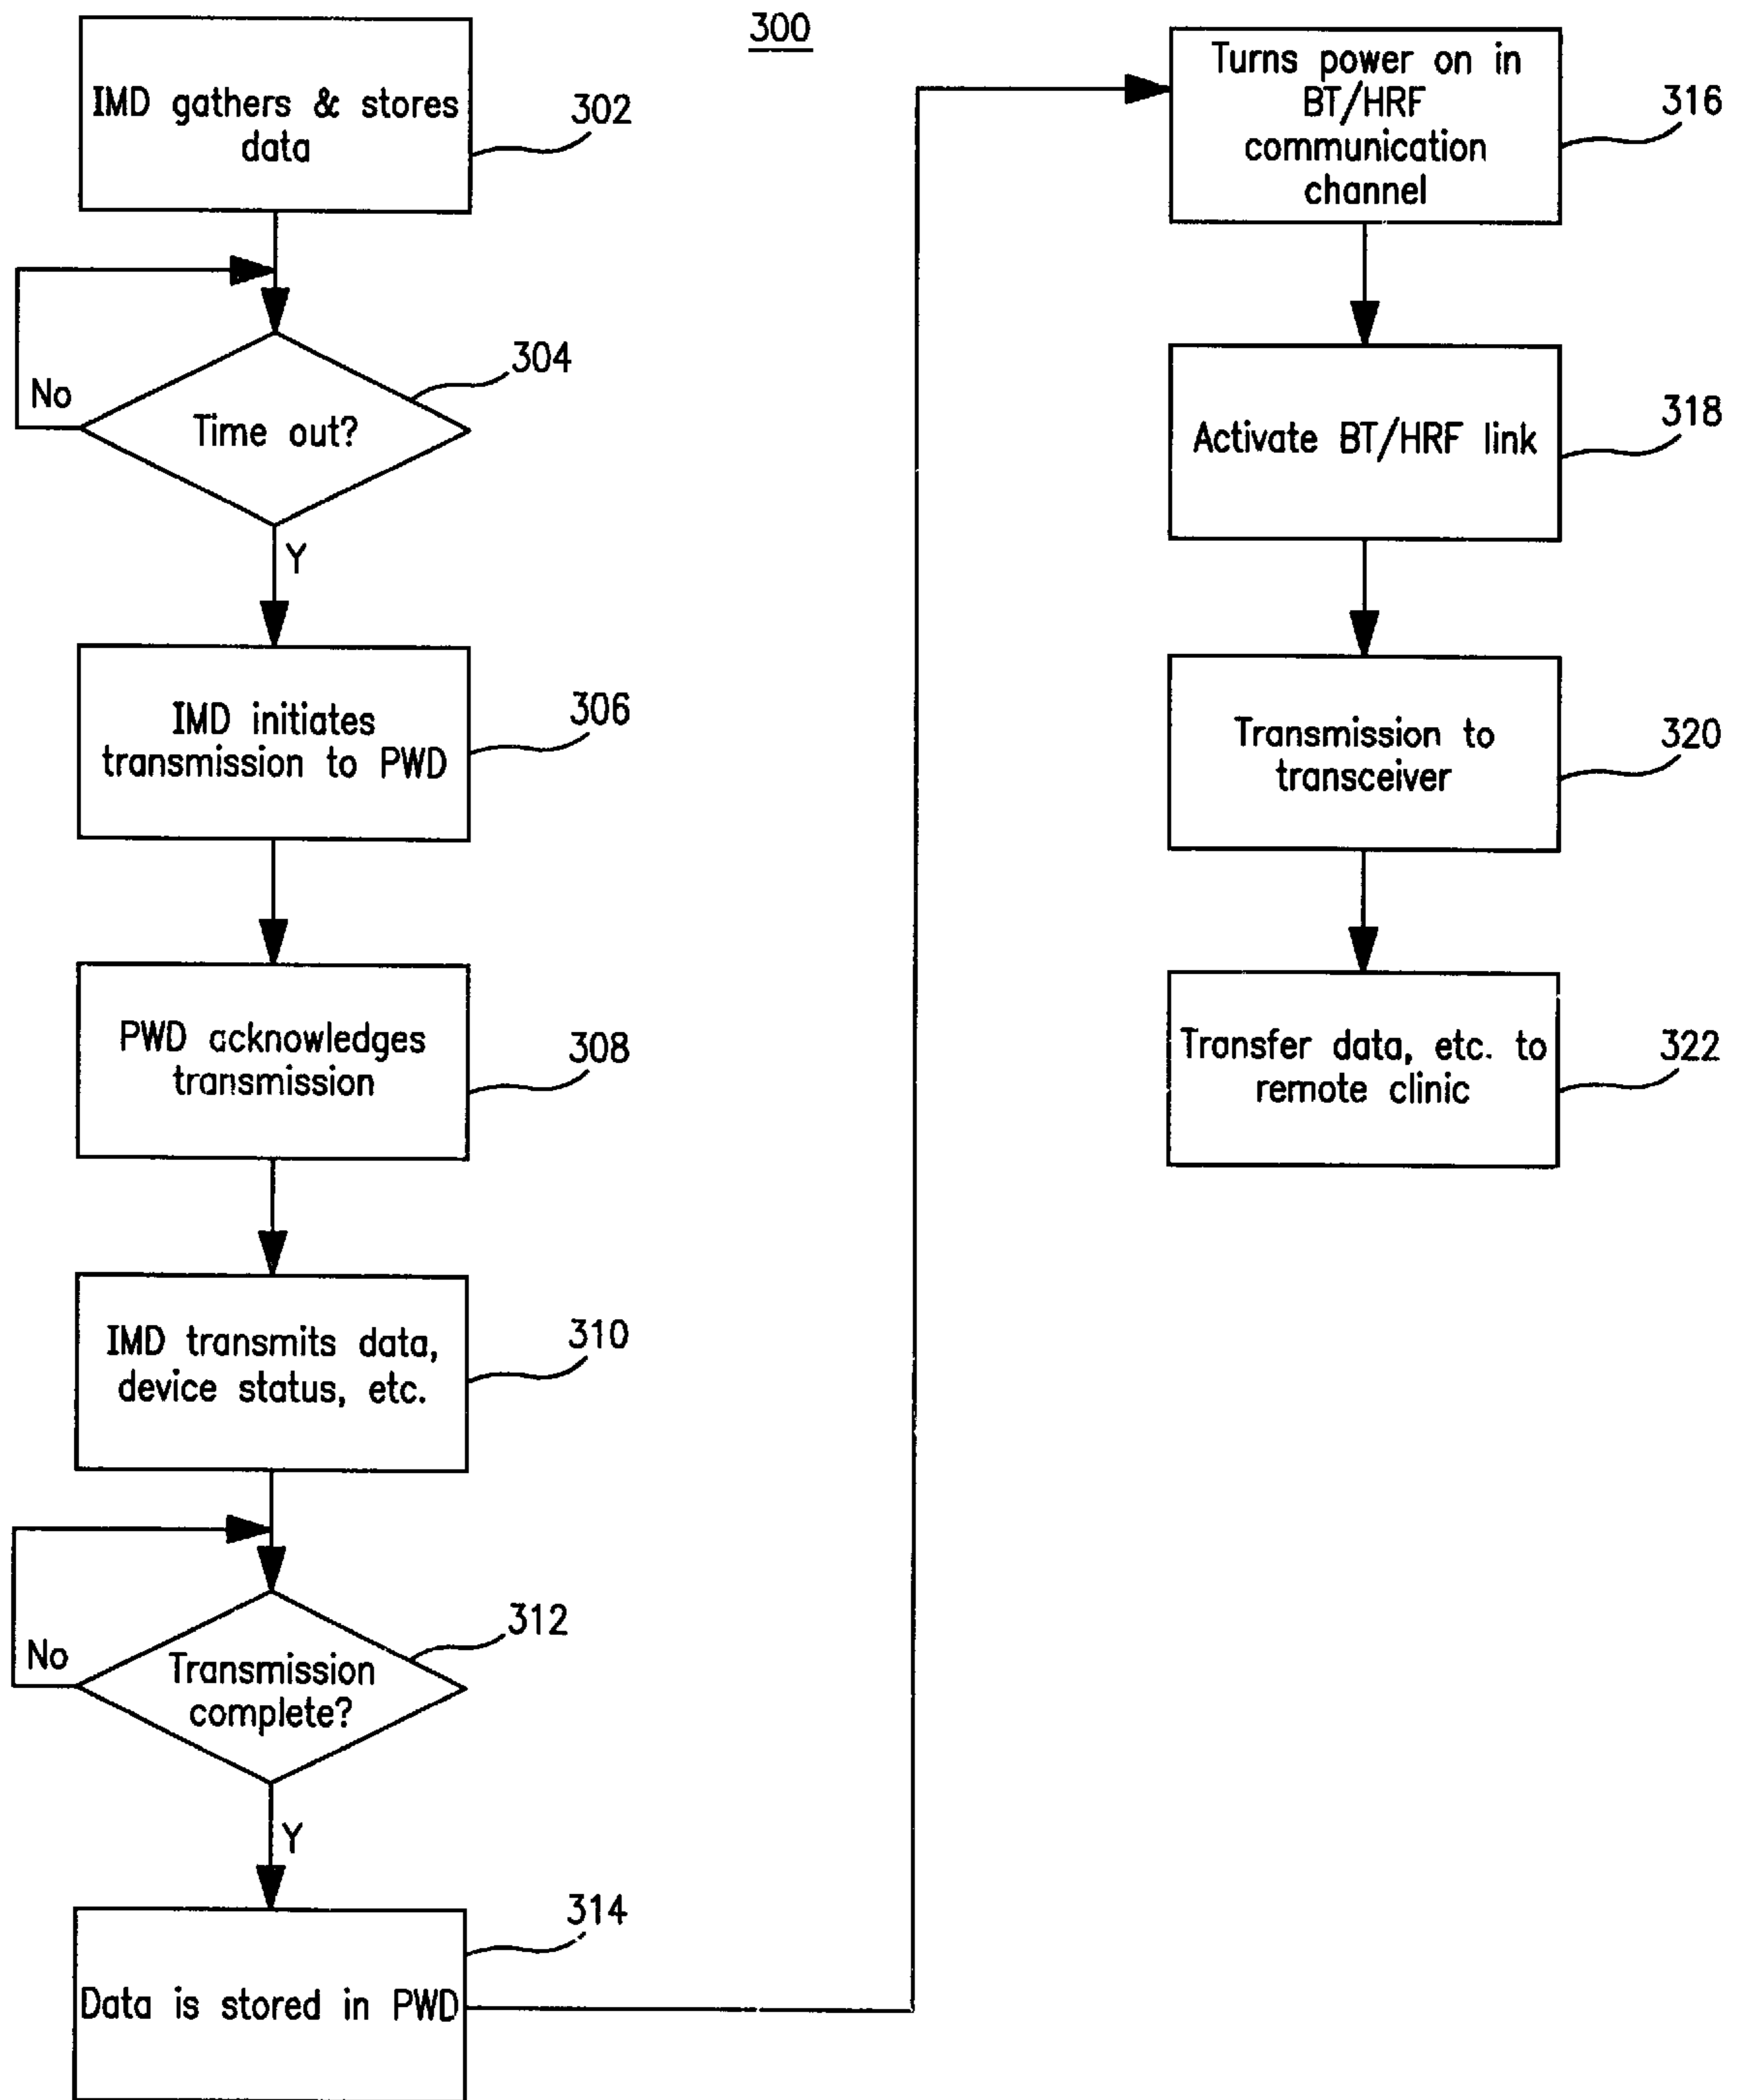 300
IMD gathers & stores
data
302
No
Time out?
304
Y
IMD initiates
transmission to PWD
306
PWD acknowledges
transmission
308
IMD transmits data,
device status, etc.
310
No
Transmission
complete?
312
Y
Data is stored in PWD
314
Turns power on in
BT/HRF
communication
channel
316
Activate BT/HRF link
318
Transmission to
transceiver
320
Transfer data, etc. to
remote clinic
322